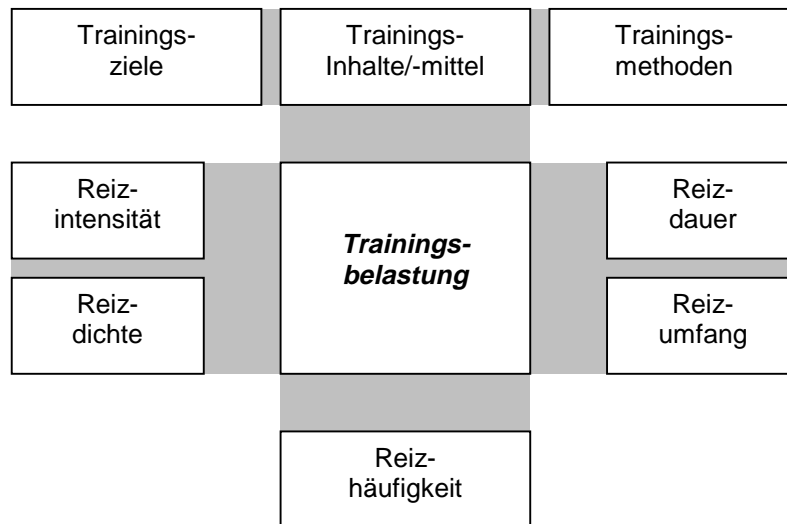 Trainings-
ziele
Trainings-
Inhalte/-mittel
Trainings-
methoden
Reiz-
intensität
Trainings-
belastung
Reiz-
dauer
Reiz-
dichte
Reiz-
umfang
Reiz-
häufigkeit